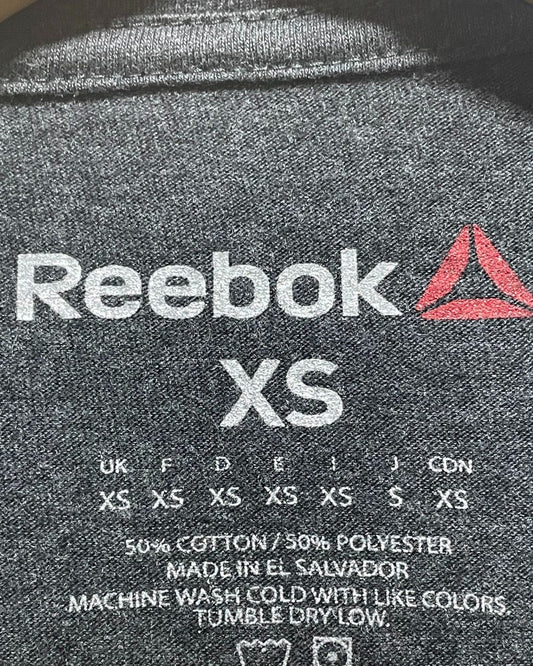 Reebok
XS
UK F D E I J CDN
XS XS XS XS XS S XS
50% COTTON / 50% POLYESTER
MADE IN EL SALVADOR
MACHINE WASH COLD WITH LIKE COLORS.
TUMBLE DRY LOW.